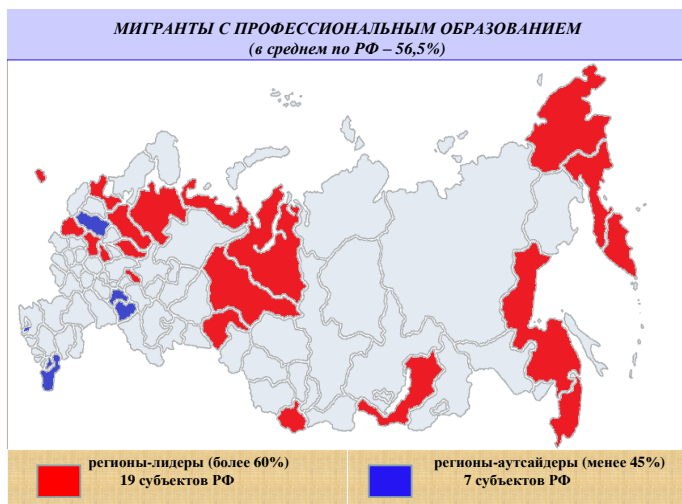 МИГРАНТЫ С ПРОФЕССИОНАЛЬНЫМ ОБРАЗОВАНИЕМ
(в среднем по РФ – 56,5%)
регионы-лидеры (более 60%)
19 субъектов РФ
регионы-аутсайдеры (менее 45%)
7 субъектов РФ